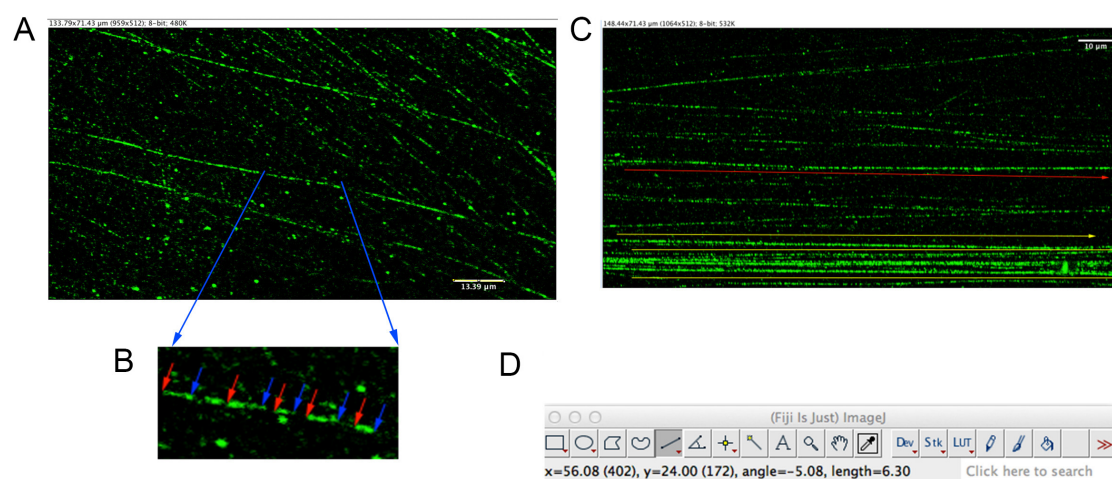 A
133.79x71.43 µm (959x512); 8-bit; 480K
13.39 µm
B
C
148.44x71.43 µm (1064x512); 8-bit; 532K
10 µm
D
(Fiji Is Just) ImageJ
A
Dev Stk LUT
x=56.08 (402), y=24.00 (172), angle=-5.08, length=6.30
Click here to search